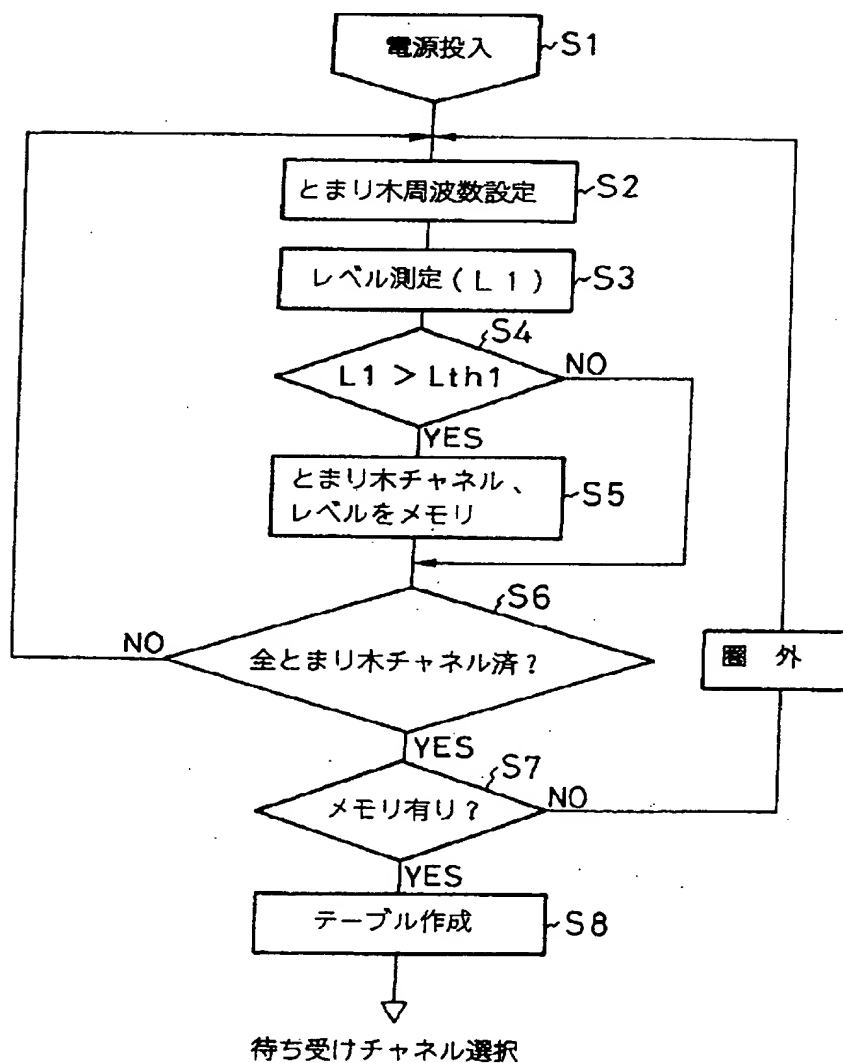 電源投入
S1
とまり木周波数設定
S2
レベル測定(L1)
S3
S4
L1 > Lth1
NO
YES
とまり木チャネル、
レベルをメモリ
S5
S6
NO
全とまり木チャネル済?
圏 外
YES
S7
メモリ有り?
NO
YES
テーブル作成
S8
待ち受けチャネル選択